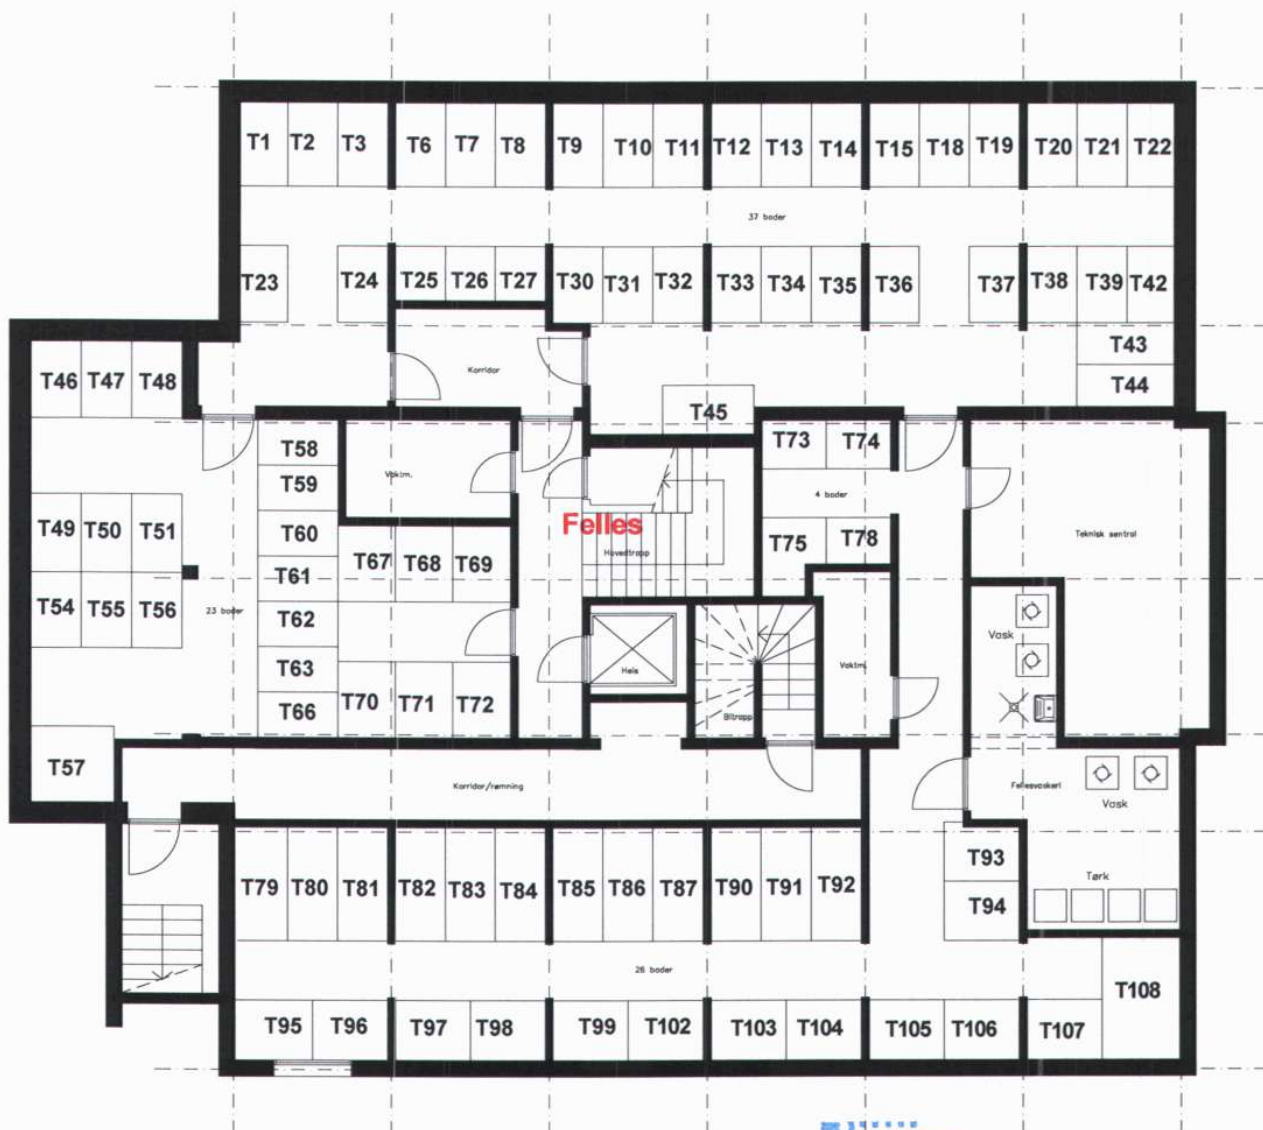 T1 T2 T3 T6 T7 T8 T9 T10 T11 T12 T13 T14 T15 T18 T19 T20 T21 T22
37 boder
T23 T24 T25 T26 T27 T30 T31 T32 T33 T34 T35 T36 T37 T38 T39 T42
T43
T44
Korridor
T46 T47 T48
T45
T58
T59
T60
T61
T62
T63
T66
Vaktm.
T73 T74
4 boder
T75 T78
Felles
Hovedtrapp
Teknisk sentral
T49 T50 T51
T54 T55 T56
23 boder
T67 T68 T69
T70 T71 T72
Heis
Bitrapp
Vaktm.
Vask
T57
Korridor/rømning
Fellesvaskeri
Vask
Tørk
T79 T80 T81 T82 T83 T84 T85 T86 T87 T90 T91 T92
T93
T94
26 boder
T95 T96 T97 T98 T99 T102 T103 T104 T105 T106 T107 T108